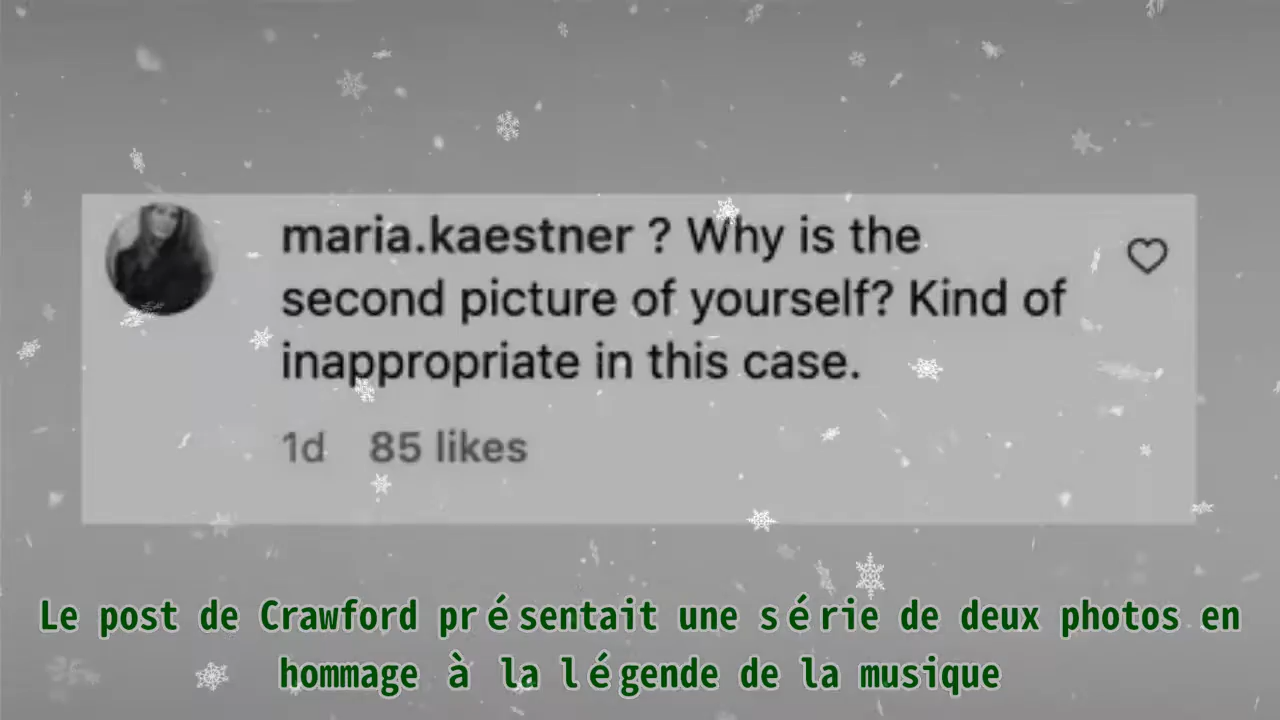 maria.kaestner ? Why is the
second picture of yourself? Kind of
inappropriate in this case.
1d 85 likes
Le post de Crawford présentait une série de deux photos en
hommage à la légende de la musique